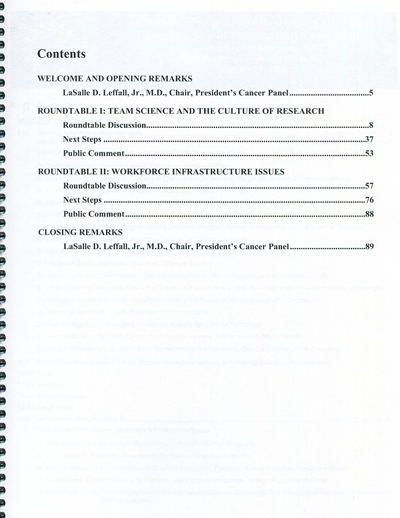 Contents
WELCOME AND OPENING REMARKS
LaSalle D. Leffall, Jr., M.D., Chair, President's Cancer Panel.......................................5
ROUNDTABLE I: TEAM SCIENCE AND THE CULTURE OF RESEARCH
Roundtable Discussion.......................................8
Next Steps.......................................37
Public Comment.......................................53
ROUNDTABLE II: WORKFORCE INFRASTRUCTURE ISSUES
Roundtable Discussion.......................................57
Next Steps.......................................76
Public Comment.......................................88
CLOSING REMARKS
LaSalle D. Leffall, Jr., M.D., Chair, President's Cancer Panel.......................................89